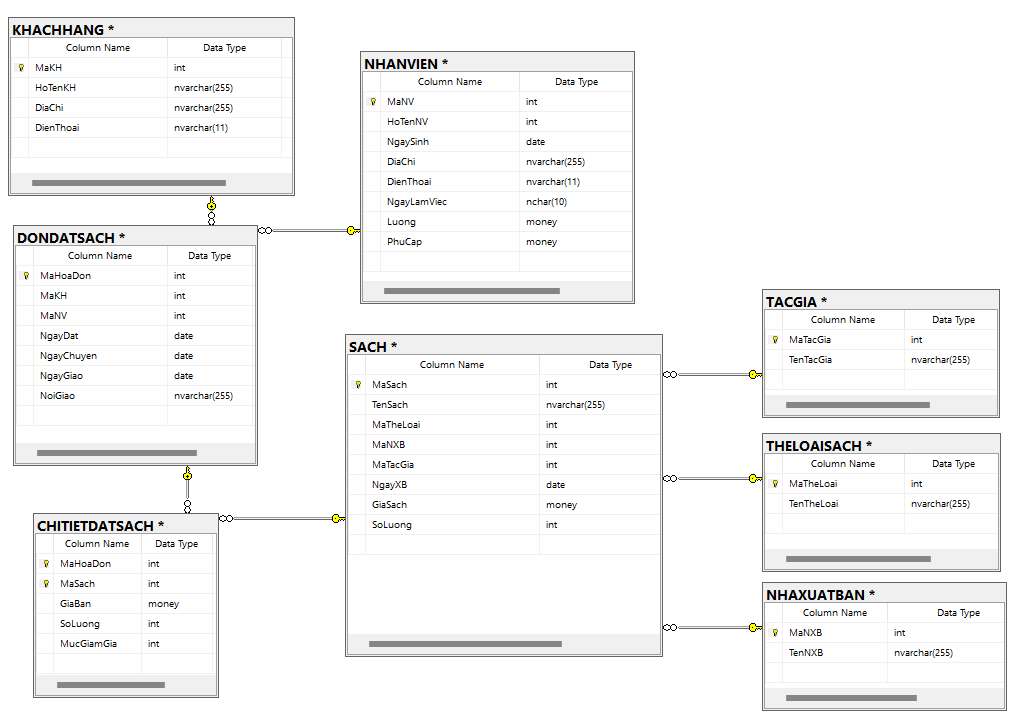 KHACHHANG *
Column Name Data Type
MaKH int
HoTenKH nvarchar(255)
DiaChi nvarchar(255)
DienThoai nvarchar(11)
NHANVIEN *
Column Name Data Type
MaNV int
HoTenNV int
NgaySinh date
DiaChi nvarchar(255)
DienThoai nvarchar(11)
NgayLamViec nchar(10)
Luong money
PhuCap money
DONDATSACH *
Column Name Data Type
MaHoaDon int
MaKH int
MaNV int
NgayDat date
NgayChuyen date
NgayGiao date
NoiGiao nvarchar(255)
SACH *
Column Name Data Type
MaSach int
TenSach nvarchar(255)
MaTheLoai int
MaNXB int
MaTacGia int
NgayXB date
GiaSach money
SoLuong int
TACGIA *
Column Name Data Type
MaTacGia int
TenTacGia nvarchar(255)
THELOAISACH *
Column Name Data Type
MaTheLoai int
TenTheLoai nvarchar(255)
CHITIETDATSACH *
Column Name Data Type
MaHoaDon int
MaSach int
GiaBan money
SoLuong int
MucGiamGia int
NHAXUATBAN *
Column Name Data Type
MaNXB int
TenNXB nvarchar(255)